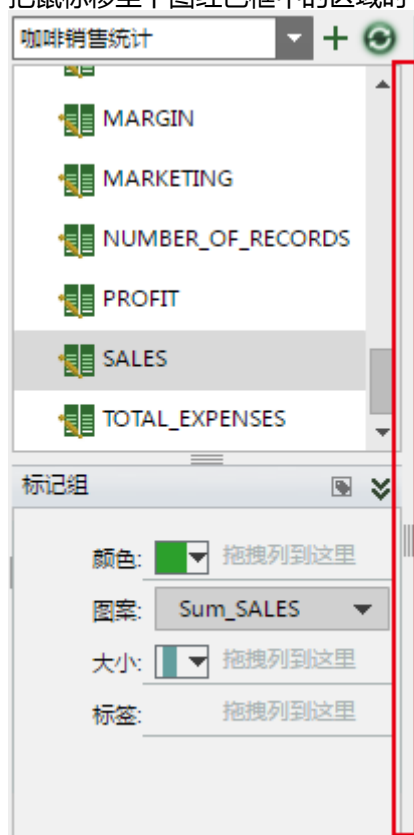 把鼠标移至下图红色框中的区域时
咖啡销售统计
MARGIN
MARKETING
NUMBER_OF_RECORDS
PROFIT
SALES
TOTAL_EXPENSES
标记组
颜色: 拖拽列到这里
图案: Sum_SALES
大小: 拖拽列到这里
标签: 拖拽列到这里